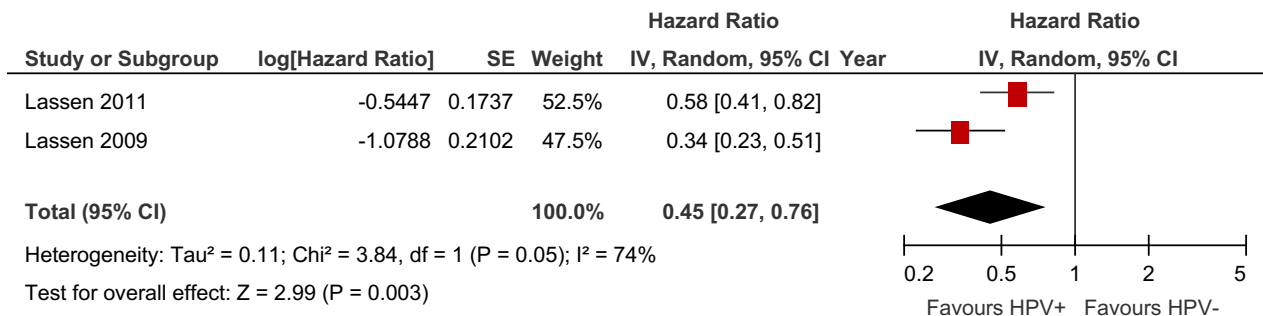 Hazard Ratio Hazard Ratio
Study or Subgroup log[Hazard Ratio] SE Weight IV, Random, 95% CI Year IV, Random, 95% CI
Lassen 2011 -0.5447 0.1737 52.5% 0.58 [0.41, 0.82]
Lassen 2009 -1.0788 0.2102 47.5% 0.34 [0.23, 0.51]
Total (95% CI) 100.0% 0.45 [0.27, 0.76]
Heterogeneity: Tau² = 0.11; Chi² = 3.84, df = 1 (P = 0.05); I² = 74%
Test for overall effect: Z = 2.99 (P = 0.003)
0.2 0.5 1 2 5
Favours HPV+ Favours HPV-